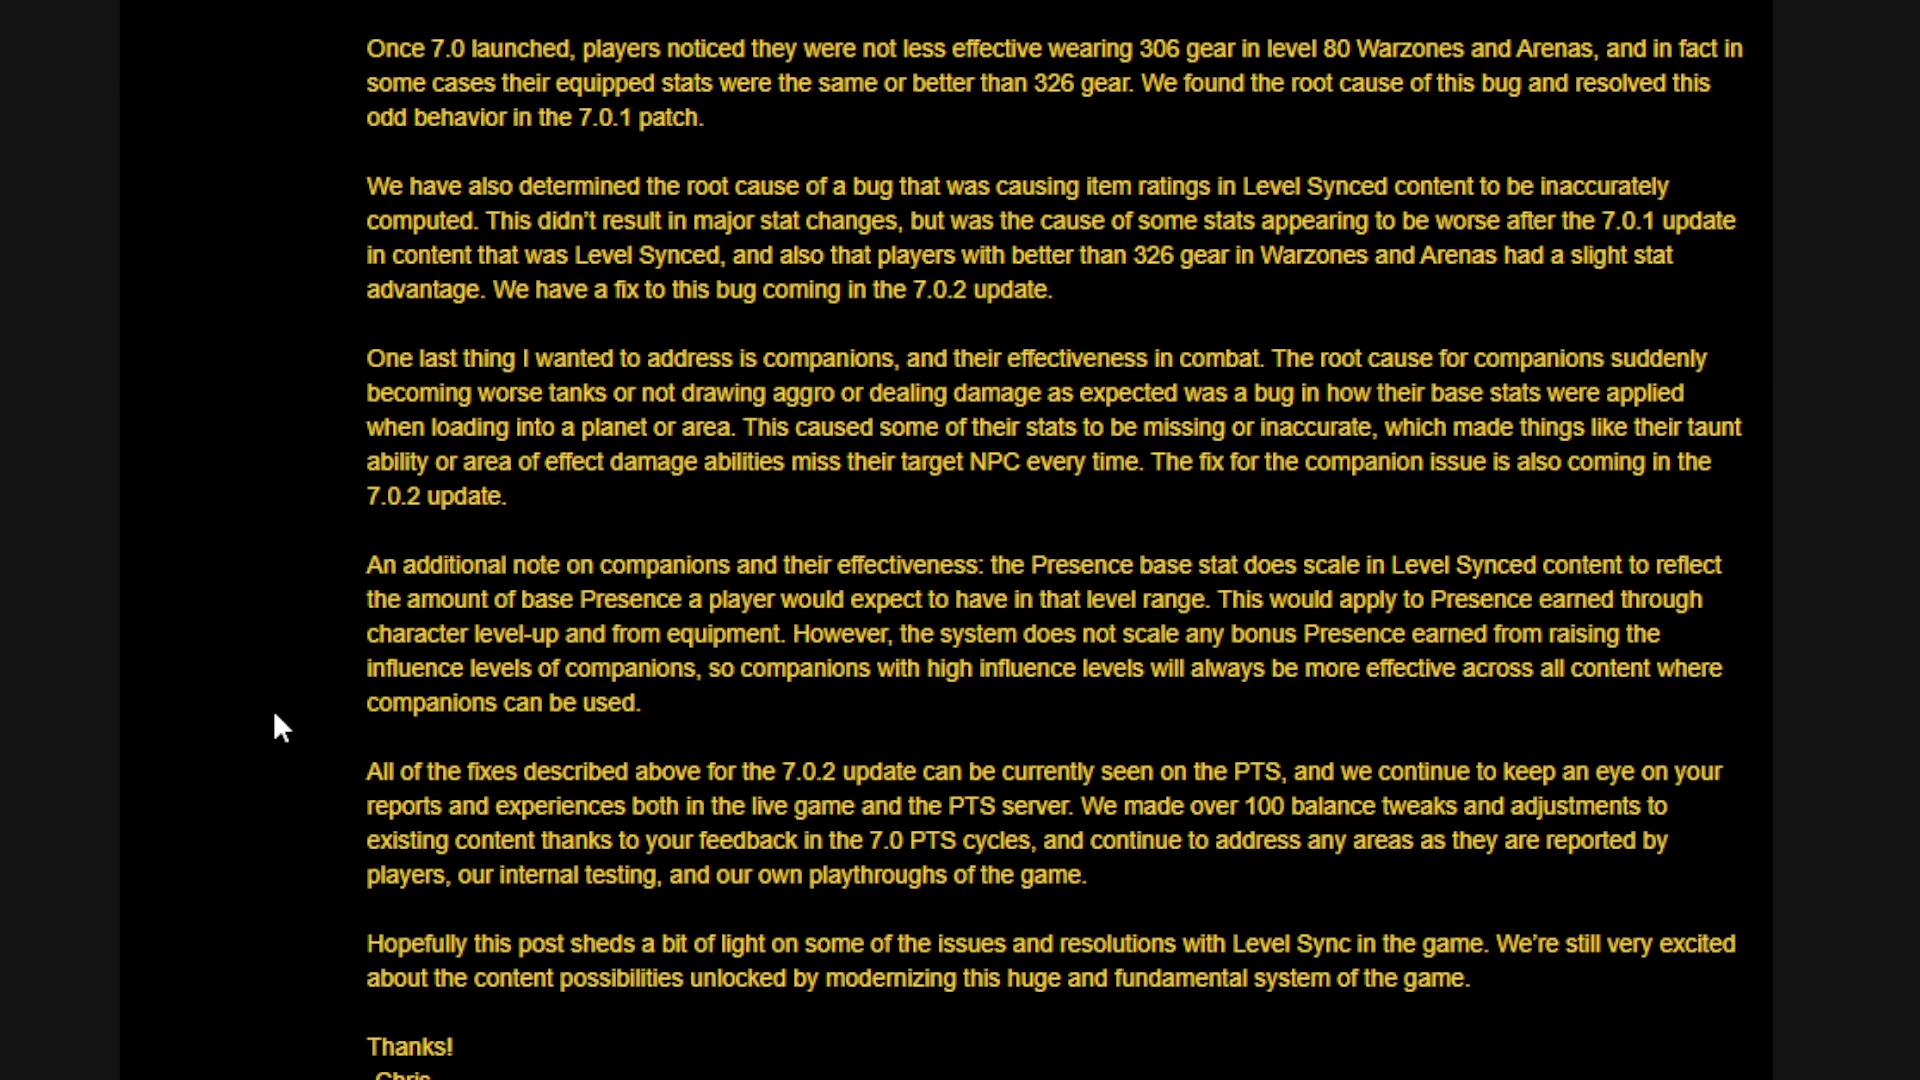 Once 7.0 launched, players noticed they were not less effective wearing 306 gear in level 80 Warzones and Arenas, and in fact in
some cases their equipped stats were the same or better than 326 gear. We found the root cause of this bug and resolved this
odd behavior in the 7.0.1 patch.
We have also determined the root cause of a bug that was causing item ratings in Level Synced content to be inaccurately
computed. This didn’t result in major stat changes, but was the cause of some stats appearing to be worse after the 7.0.1 update
in content that was Level Synced, and also that players with better than 326 gear in Warzones and Arenas had a slight stat
advantage. We have a fix to this bug coming in the 7.0.2 update.
One last thing I wanted to address is companions, and their effectiveness in combat. The root cause for companions suddenly
becoming worse tanks or not drawing aggro or dealing damage as expected was a bug in how their base stats were applied
when loading into a planet or area. This caused some of their stats to be missing or inaccurate, which made things like their taunt
ability or area of effect damage abilities miss their target NPC every time. The fix for the companion issue is also coming in the
7.0.2 update.
An additional note on companions and their effectiveness: the Presence base stat does scale in Level Synced content to reflect
the amount of base Presence a player would expect to have in that level range. This would apply to Presence earned through
character level-up and from equipment. However, the system does not scale any bonus Presence earned from raising the
influence levels of companions, so companions with high influence levels will always be more effective across all content where
companions can be used.
All of the fixes described above for the 7.0.2 update can be currently seen on the PTS, and we continue to keep an eye on your
reports and experiences both in the live game and the PTS server. We made over 100 balance tweaks and adjustments to
existing content thanks to your feedback in the 7.0 PTS cycles, and continue to address any areas as they are reported by
players, our internal testing, and our own playthroughs of the game.
Hopefully this post sheds a bit of light on some of the issues and resolutions with Level Sync in the game. We’re still very excited
about the content possibilities unlocked by modernizing this huge and fundamental system of the game.
Thanks!
-Chris